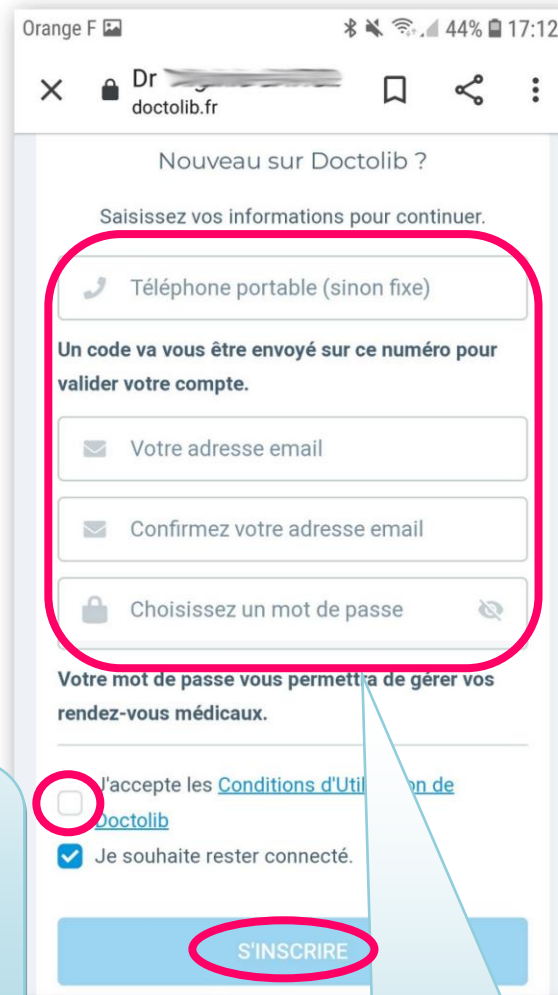 Orange F 44% 17:12
Dr
doctolib.fr
Nouveau sur Doctolib ?
Saisissez vos informations pour continuer.
Téléphone portable (sinon fixe)
Un code va vous être envoyé sur ce numéro pour
valider votre compte.
Votre adresse email
Confirmez votre adresse email
Choisissez un mot de passe
Votre mot de passe vous permettra de gérer vos
rendez-vous médicaux.
J'accepte les Conditions d'Utilisation de
Doctolib
Je souhaite rester connecté.
S'INSCRIRE